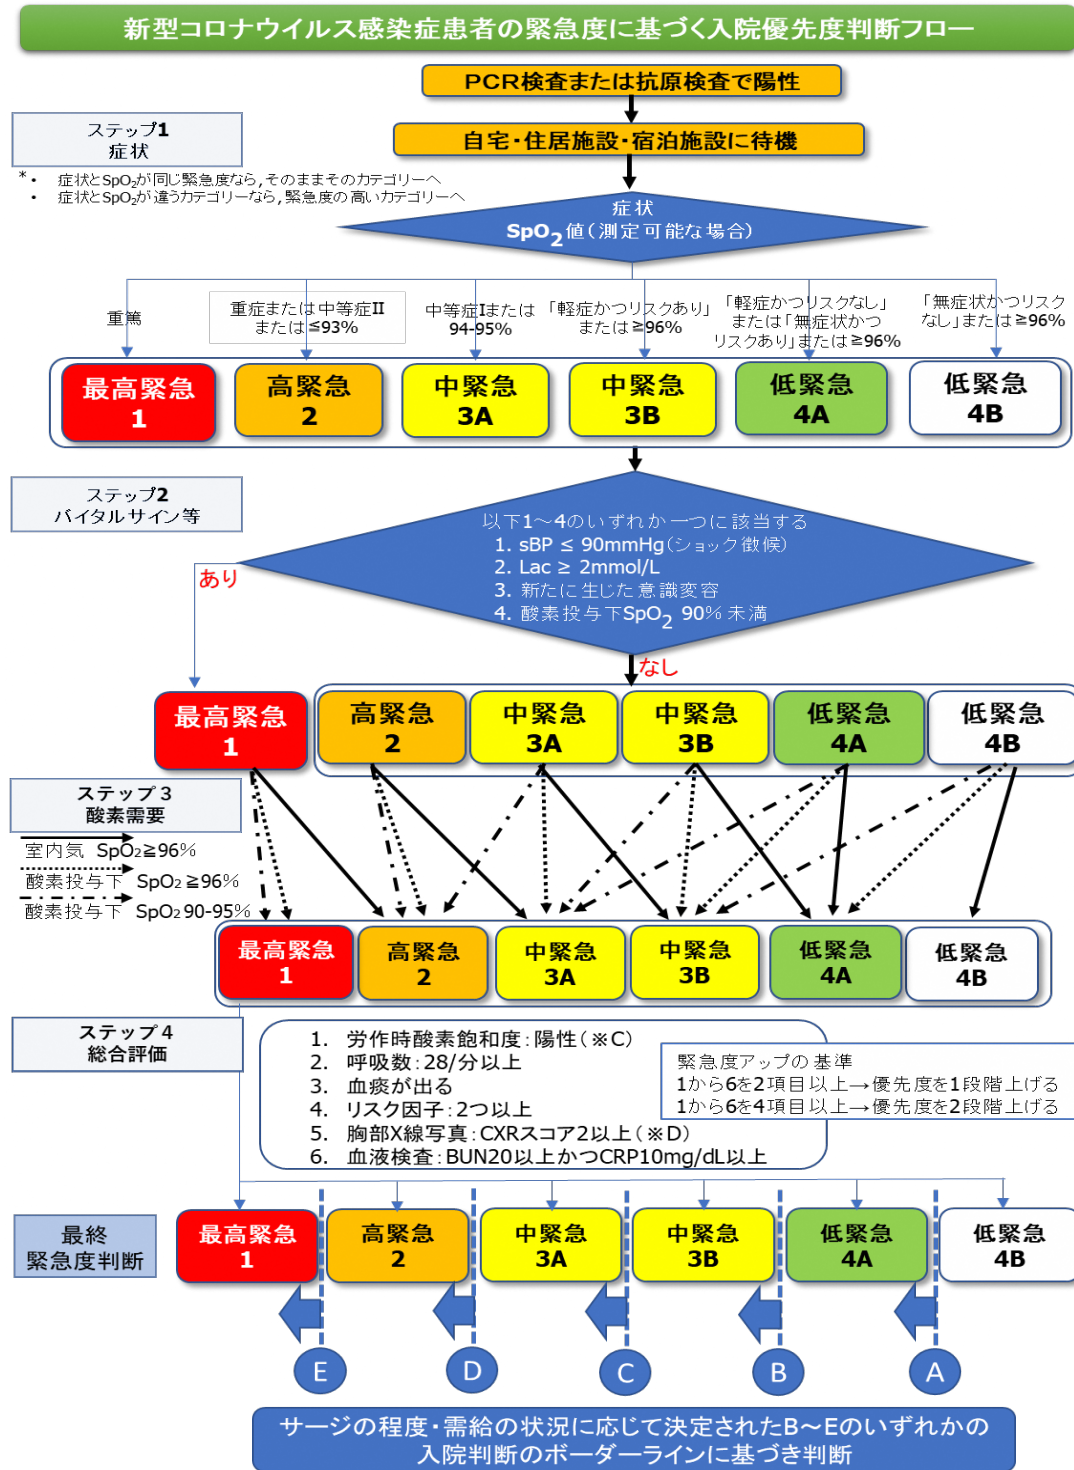 新型コロナウイルス感染症患者の緊急度に基づく入院優先度判断フロー
PCR検査または抗原検査で陽性
ステップ1
症状
自宅・住居施設・宿泊施設に待機
*・ 症状とSpO₂が同じ緊急度なら,そのままそのカテゴリーへ
・ 症状とSpO₂が違うカテゴリーなら,緊急度の高いカテゴリーへ
症状
SpO₂値(測定可能な場合)
重篤
重症または中等症II
または≦93%
中等症Iまたは
94-95%
「軽症かつリスクあり」
または≧96%
「軽症かつリスクなし」
または「無症状かつ
リスクあり」または≧96%
「無症状かつリスク
なし」または≧96%
最高緊急
1
高緊急
2
中緊急
3A
中緊急
3B
低緊急
4A
低緊急
4B
ステップ2
バイタルサイン等
以下1~4のいずれか一つに該当する
1. sBP ≤ 90mmHg(ショック徴候)
2. Lac ≥ 2mmol/L
3. 新たに生じた意識変容
4. 酸素投与下SpO₂ 90% 未満
あり
なし
最高緊急
1
高緊急
2
中緊急
3A
中緊急
3B
低緊急
4A
低緊急
4B
ステップ3
酸素需要
室内気 SpO₂≧96%
酸素投与下 SpO₂ ≧96%
酸素投与下 SpO₂ 90-95%
最高緊急
1
高緊急
2
中緊急
3A
中緊急
3B
低緊急
4A
低緊急
4B
ステップ4
総合評価
1. 労作時酸素飽和度:陽性(※C)
2. 呼吸数:28/分以上
3. 血痰が出る
4. リスク因子:2つ以上
5. 胸部X線写真:CXRスコア2以上(※D)
6. 血液検査:BUN20以上かつCRP10mg/dL以上
緊急度アップの基準
1から6を2項目以上→優先度を1段階上げる
1から6を4項目以上→優先度を2段階上げる
最終
緊急度判断
最高緊急
1
高緊急
2
中緊急
3A
中緊急
3B
低緊急
4A
低緊急
4B
E
D
C
B
A
サージの程度・需給の状況に応じて決定されたB~Eのいずれかの
入院判断のボーダーラインに基づき判断